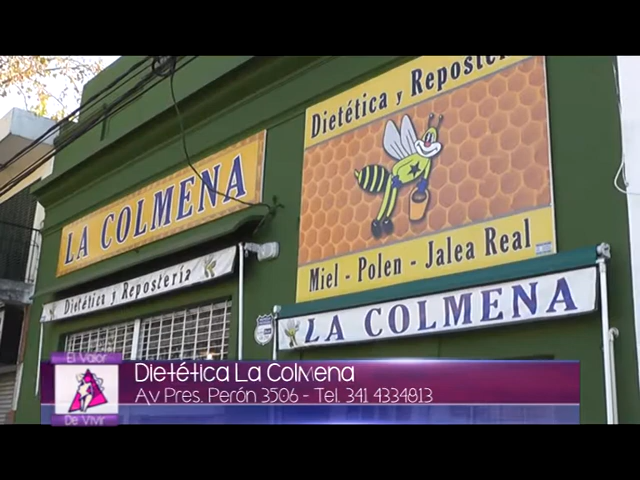 Dietética y Repostería
LA COLMENA
Miel - Polen - Jalea Real
Dietética y Repostería
LA COLMENA
El Valor
De Vivir
Dietética La Colmena
Av Pres. Perón 3506 - Tel. 341 4334813